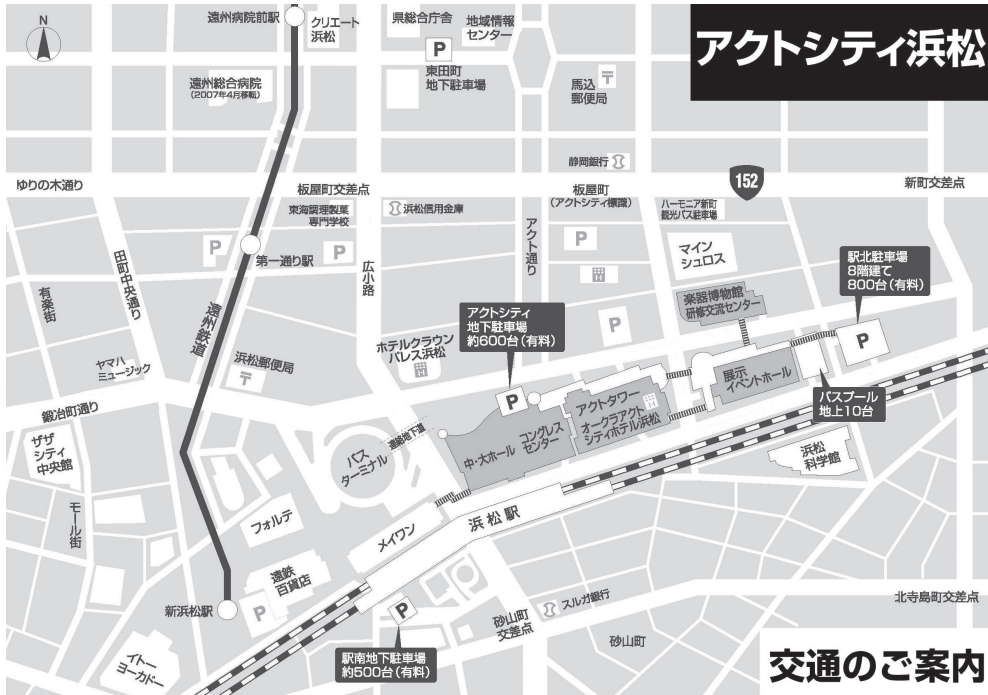 N
遠州病院前駅
クリエート
浜松
県総合庁舎
地域情報
センター
アクトシティ浜松
P
東田町
地下駐車場
遠州総合病院
(2007年4月移転)
馬込
郵便局
静岡銀行
152
ゆりの木通り
板屋町交差点
板屋町
(アクトシティ標識)
新町交差点
東海調理製菓
専門学校
浜松信用金庫
ハーモニア新町
観光バス駐車場
P
第一通り駅
P
広小路
アクト通り
P
H
マイン
シュロス
駅北駐車場
8階建て
800台(有料)
P
田町中央通り
有楽街
遠州鉄道
楽器博物館
研修交流センター
アクトシティ
地下駐車場
約600台(有料)
P
P
ホテルクラウン
パレス浜松
H
ヤマハ
ミュージック
浜松郵便局
展示
イベントホール
アクトタワー
オークラアクト
シティホテル浜松
H
バスプール
地上10台
鍛冶町通り
連絡地下道
コングレス
センター
中・大ホール
ザザ
シティ
中央館
バス
ターミナル
浜松
科学館
モール街
フォルテ
メイワン
浜松駅
遠鉄
百貨店
新浜松駅
P
P
砂山町
交差点
スルガ銀行
北寺島町交差点
砂山町
駅南地下駐車場
約500台(有料)
イトー
ヨーカドー
交通のご案内